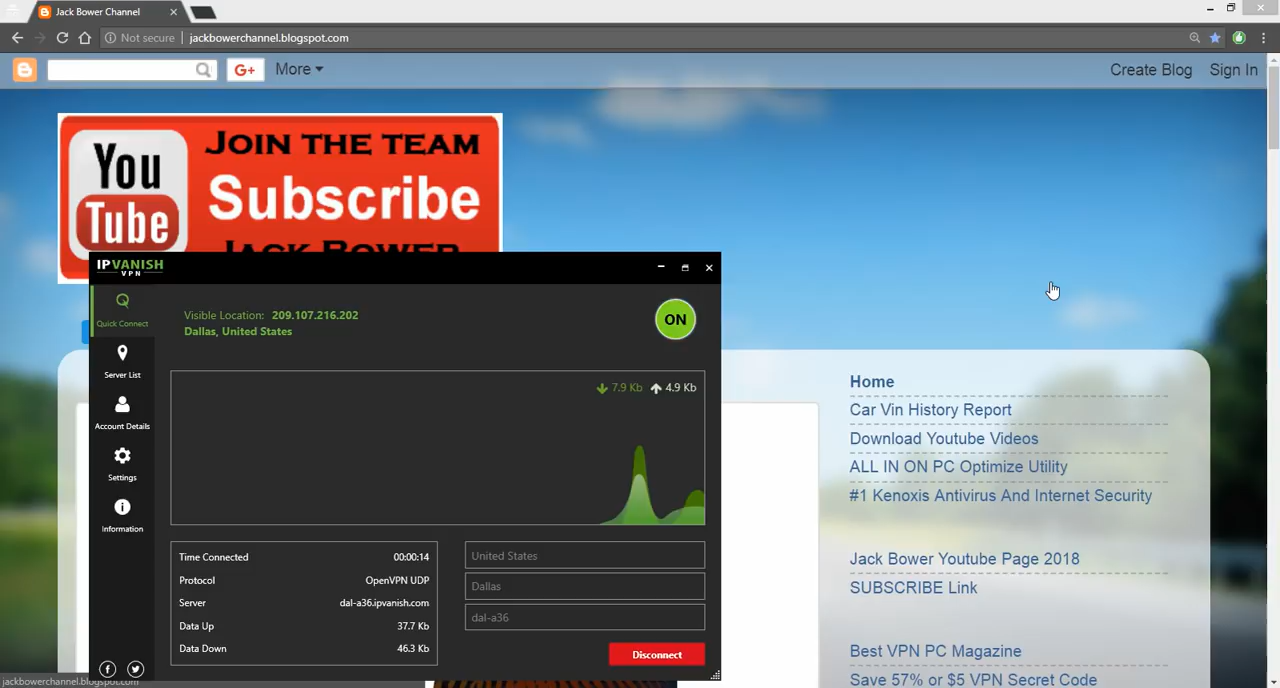 Jack Bower Channel
Not secure | jackbowerchannel.blogspot.com
G+ More Create Blog Sign In
You Tube
JOIN THE TEAM
Subscribe
JACK BOWER
IPVANISH
VPN
Quick Connect
Server List
Account Details
Settings
Information
Visible Location: 209.107.216.202
Dallas, United States
ON
7.9 Kb 4.9 Kb
Time Connected 00:00:14
Protocol OpenVPN UDP
Server dal-a36.ipvanish.com
Data Up 37.7 Kb
Data Down 46.3 Kb
United States
Dallas
dal-a36
Disconnect
Home
Car Vin History Report
Download Youtube Videos
ALL IN ON PC Optimize Utility
#1 Kenoxis Antivirus And Internet Security
Jack Bower Youtube Page 2018
SUBSCRIBE Link
Best VPN PC Magazine
Save 57% or $5 VPN Secret Code
jackbowerchannel.blogspot.com